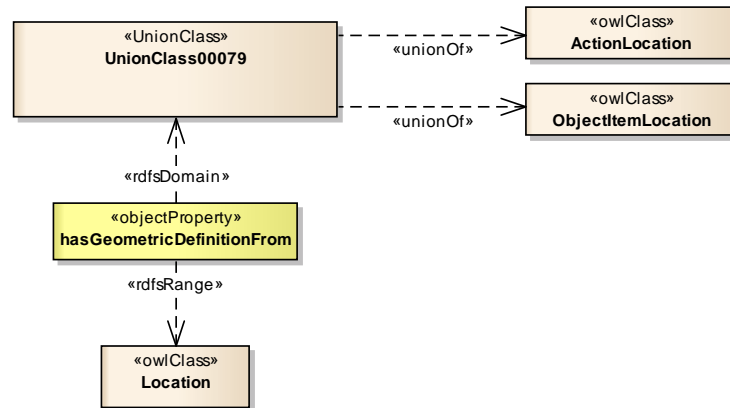 «UnionClass»
UnionClass00079
«unionOf»
«owlClass»
ActionLocation
«unionOf»
«owlClass»
ObjectItemLocation
«rdfsDomain»
«objectProperty»
hasGeometricDefinitionFrom
«rdfsRange»
«owlClass»
Location